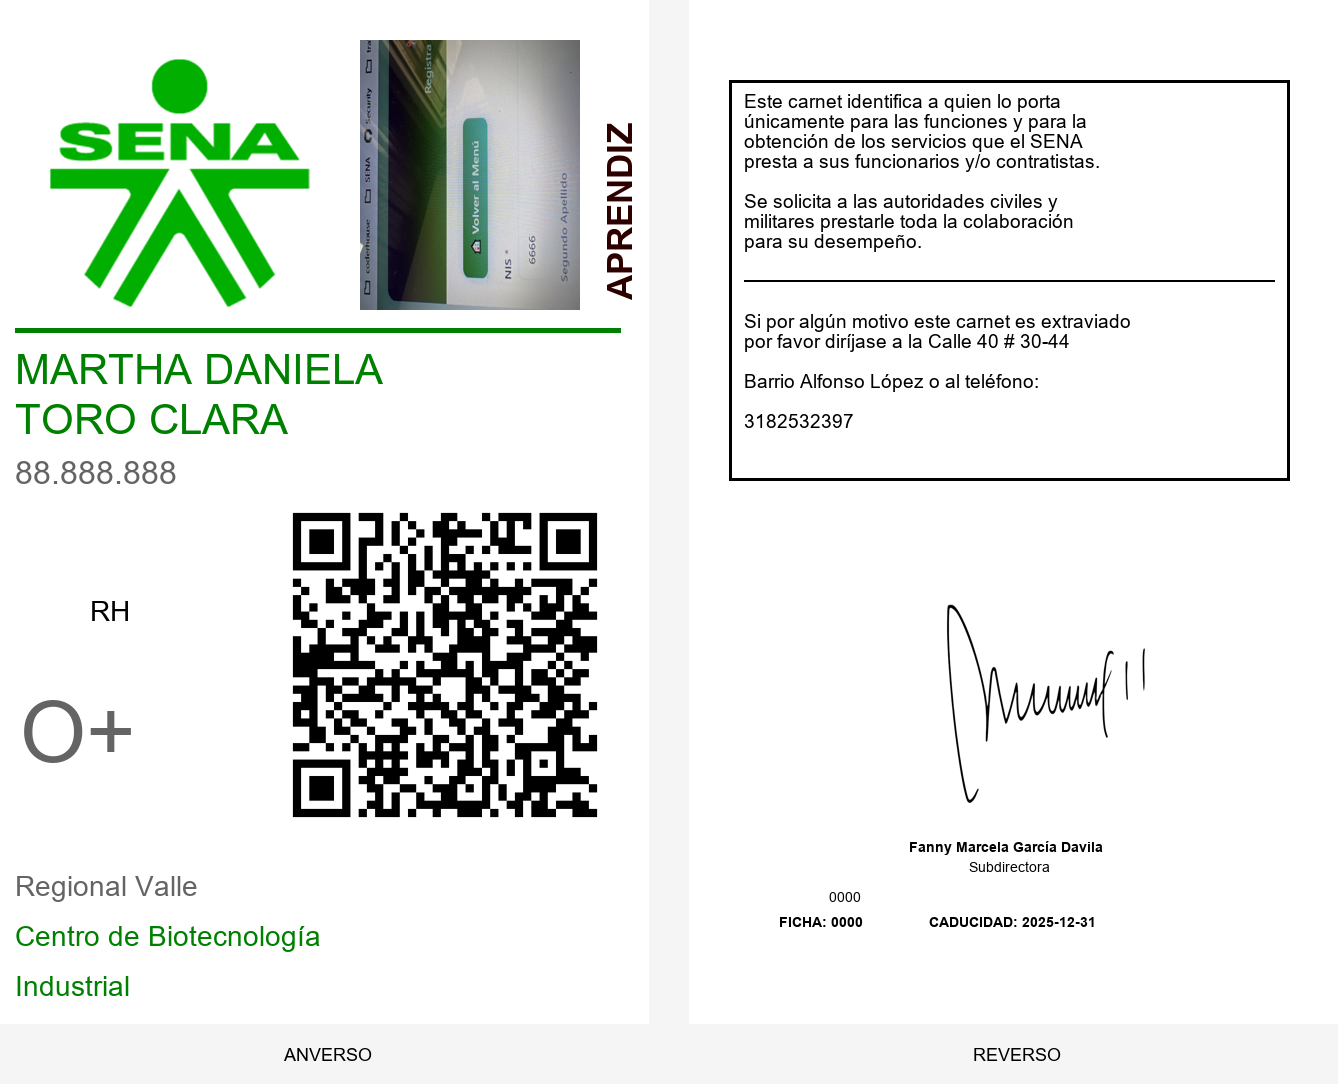 SENA
tra
Security
SENA
coderhouse
Registra
Volver al Menú
NIS *
6666
Segundo Apellido
APRENDIZ
MARTHA DANIELA
TORO CLARA
88.888.888
RH
O+
Regional Valle
Centro de Biotecnología
Industrial
ANVERSO
Este carnet identifica a quien lo porta
únicamente para las funciones y para la
obtención de los servicios que el SENA
presta a sus funcionarios y/o contratistas.
Se solicita a las autoridades civiles y
militares prestarle toda la colaboración
para su desempeño.
Si por algún motivo este carnet es extraviado
por favor diríjase a la Calle 40 # 30-44
Barrio Alfonso López o al teléfono:
3182532397
Fanny Marcela García Davila
Subdirectora
0000
FICHA: 0000 CADUCIDAD: 2025-12-31
REVERSO